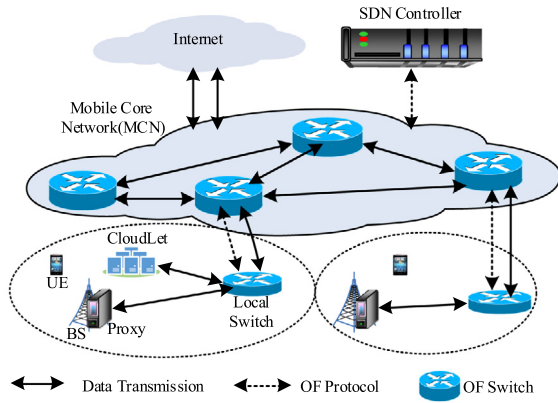 SDN Controller
Internet
Mobile Core
Network(MCN)
CloudLet
UE
Local
Switch
BS
Proxy
Data Transmission
OF Protocol
OF Switch